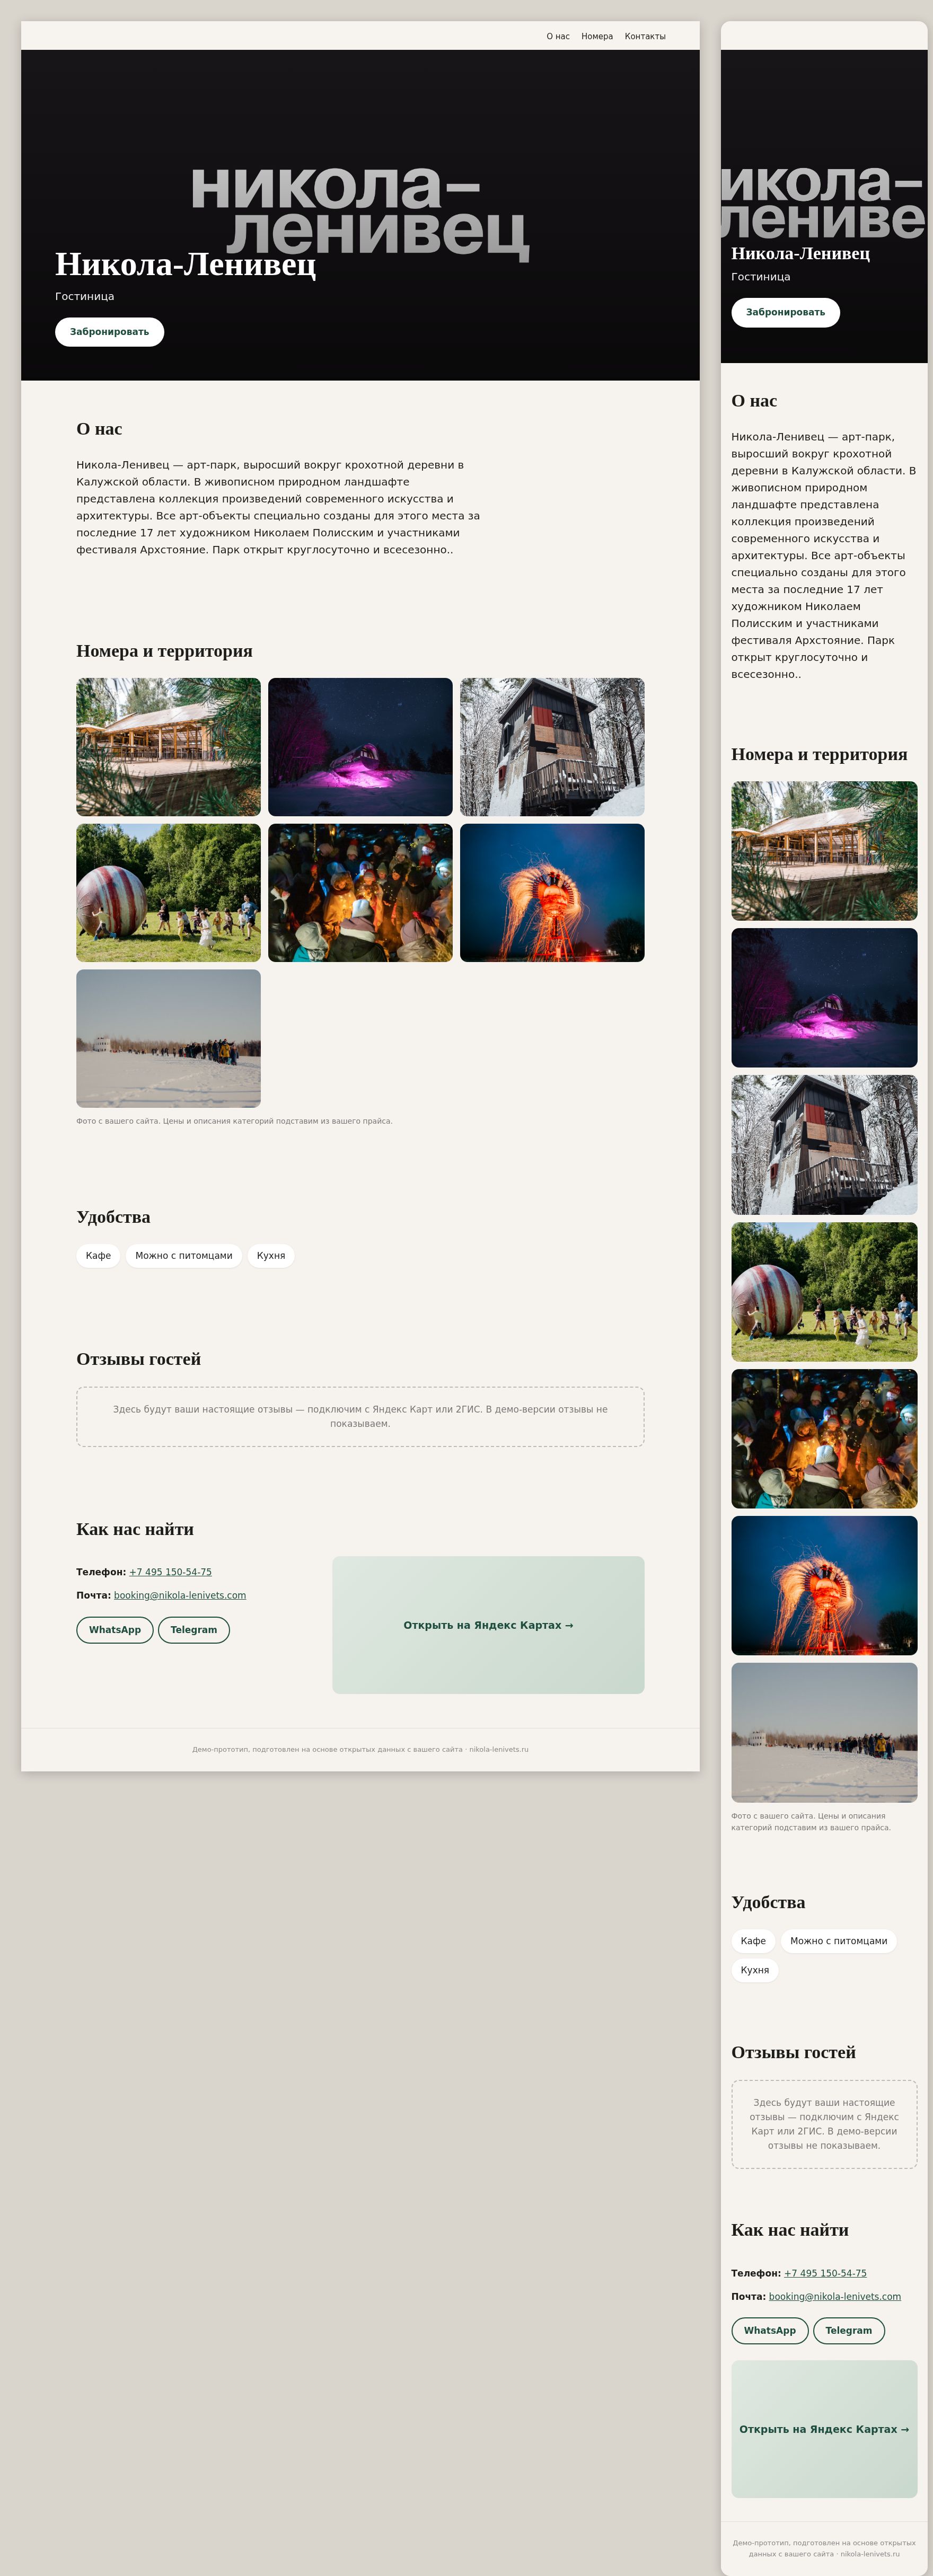 О нас Номера Контакты
никола–
ленивец
Никола-Ленивец
Гостиница
Забронировать
О нас
Никола-Ленивец — арт-парк, выросший вокруг крохотной деревни в
Калужской области. В живописном природном ландшафте
представлена коллекция произведений современного искусства и
архитектуры. Все арт-объекты специально созданы для этого места за
последние 17 лет художником Николаем Полисским и участниками
фестиваля Архстояние. Парк открыт круглосуточно и всесезонно..
Номера и территория
Фото с вашего сайта. Цены и описания категорий подставим из вашего прайса.
Удобства
Кафе
Можно с питомцами
Кухня
Отзывы гостей
Здесь будут ваши настоящие отзывы — подключим с Яндекс Карт или 2ГИС. В демо-версии отзывы не
показываем.
Как нас найти
Телефон: +7 495 150-54-75
Почта: booking@nikola-lenivets.com
WhatsApp
Telegram
Открыть на Яндекс Картах →
Демо-прототип, подготовлен на основе открытых данных с вашего сайта · nikola-lenivets.ru
икола–
лениве
Никола-Ленивец
Гостиница
Забронировать
О нас
Никола-Ленивец — арт-парк,
выросший вокруг крохотной
деревни в Калужской области. В
живописном природном
ландшафте представлена
коллекция произведений
современного искусства и
архитектуры. Все арт-объекты
специально созданы для этого
места за последние 17 лет
художником Николаем
Полисским и участниками
фестиваля Архстояние. Парк
открыт круглосуточно и
всесезонно..
Номера и территория
Фото с вашего сайта. Цены и описания
категорий подставим из вашего прайса.
Удобства
Кафе
Можно с питомцами
Кухня
Отзывы гостей
Здесь будут ваши настоящие
отзывы — подключим с Яндекс
Карт или 2ГИС. В демо-версии
отзывы не показываем.
Как нас найти
Телефон: +7 495 150-54-75
Почта: booking@nikola-lenivets.com
WhatsApp
Telegram
Открыть на Яндекс Картах →
Демо-прототип, подготовлен на основе открытых
данных с вашего сайта · nikola-lenivets.ru